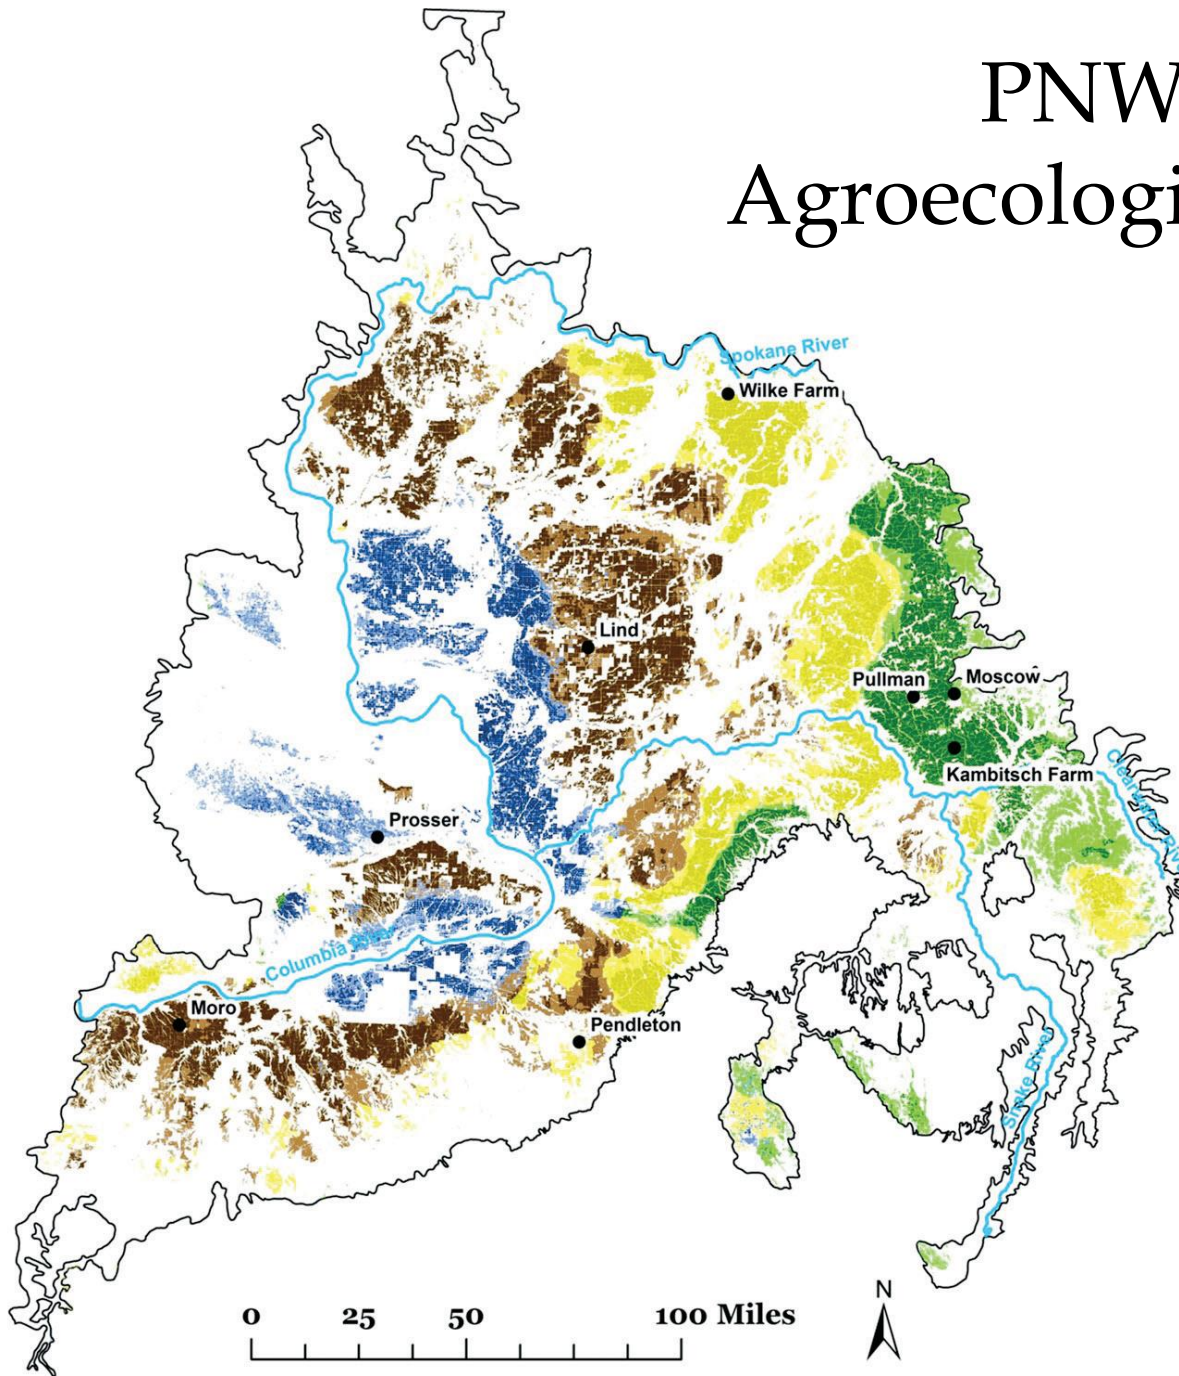 PNW
Agroecologi
Spokane River
Wilke Farm
Lind
Pullman
Moscow
Kambitsch Farm
Prosser
Columbia River
Moro
Pendleton
Snake River
0 25 50 100 Miles
N